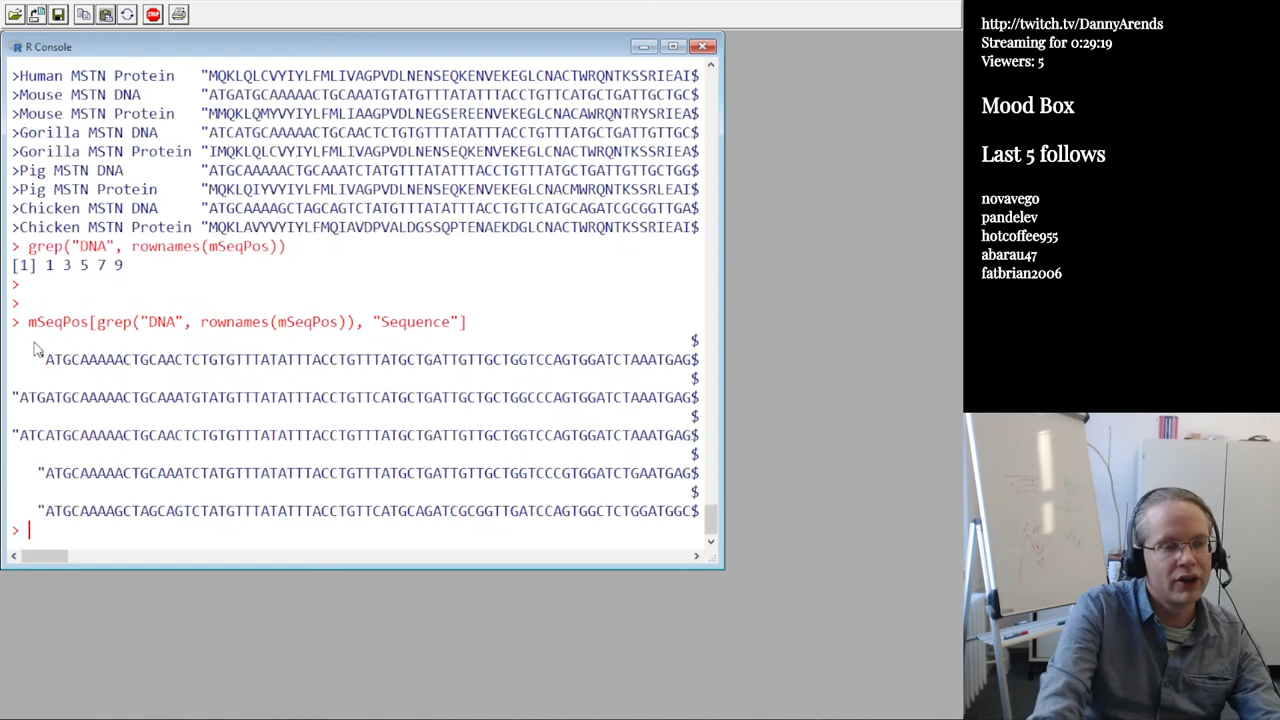 R R Console
>Human MSTN Protein "MQKLQLCVYIYLFMLIVAGPVDLNENSEQKENVEKEGLCNACTWRQNTKSSRIEAI$
>Mouse MSTN DNA "ATGATGCAAAAACTGCAAATGTATGTTTATATTTACCTGTTCATGCTGATTGCTGC$
>Mouse MSTN Protein "MMQKLQMYVYIYLFMLIAAGPVDLNEGSEREENVEKEGLCNACAWRQNTRYSRIEA$
>Gorilla MSTN DNA "ATCATGCAAAAACTGCAACTCTGTGTTTATATTTACCTGTTTATGCTGATTGTTGC$
>Gorilla MSTN Protein "IMQKLQLCVYIYLFMLIVAGPVDLNENSEQKENVEKEGLCNACTWRQNTKSSRIEA$
>Pig MSTN DNA "ATGCAAAAACTGCAAATCTATGTTTATATTTACCTGTTTATGCTGATTGTTGCTGG$
>Pig MSTN Protein "MQKLQIYVYIYLFMLIVAGPVDLNENSEQKENVEKEGLCNACMWRQNTKSSRLEAI$
>Chicken MSTN DNA "ATGCAAAAGCTAGCAGTCTATGTTTATATTTACCTGTTCATGCAGATCGCGGTTGA$
>Chicken MSTN Protein "MQKLAVYVYIYLFMQIAVDPVALDGSSQPTENAEKDGLCNACTWRQNTKSSRIEAI$
> grep("DNA", rownames(mSeqPos))
[1] 1 3 5 7 9
>
>
> mSeqPos[grep("DNA", rownames(mSeqPos)), "Sequence"]
$
"ATGCAAAAACTGCAACTCTGTGTTTATATTTACCTGTTTATGCTGATTGTTGCTGGTCCAGTGGATCTAAATGAG$
$
"ATGATGCAAAAACTGCAAATGTATGTTTATATTTACCTGTTCATGCTGATTGCTGCTGGCCCAGTGGATCTAAATGAG$
$
"ATCATGCAAAAACTGCAACTCTGTGTTTATATTTACCTGTTTATGCTGATTGTTGCTGGTCCAGTGGATCTAAATGAG$
$
"ATGCAAAAACTGCAAATCTATGTTTATATTTACCTGTTTATGCTGATTGTTGCTGGTCCCGTGGATCTGAATGAG$
$
"ATGCAAAAGCTAGCAGTCTATGTTTATATTTACCTGTTCATGCAGATCGCGGTTGATCCAGTGGCTCTGGATGGC$
>
STOP
http://twitch.tv/DannyArends
Streaming for 0:29:19
Viewers: 5
Mood Box
Last 5 follows
novavego
pandelev
hotcoffee955
abarau47
fatbrian2006